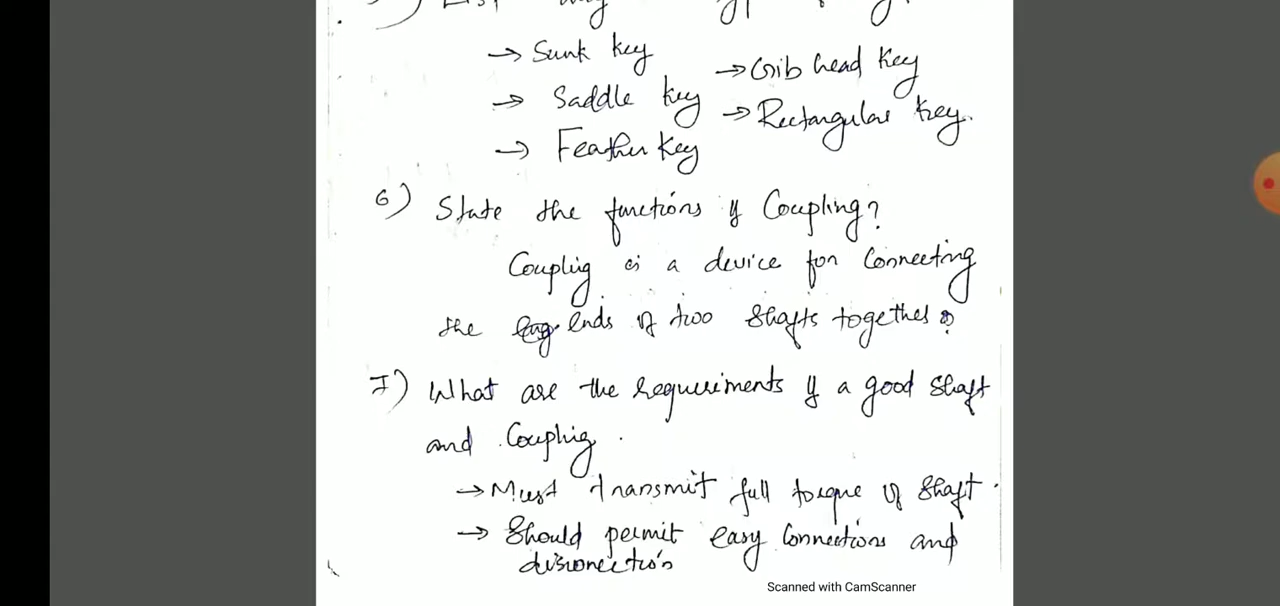 → Sunk key
→ Gib head key
→ Saddle key
→ Rectangular key.
→ Feather key
6) State the functions of Coupling?
Coupling is a device for connecting
the ends of two shafts together.
7) What are the requirements of a good shaft
and Coupling.
→ Must transmit full torque of shaft.
→ Should permit easy connections and
disconnection
Scanned with CamScanner